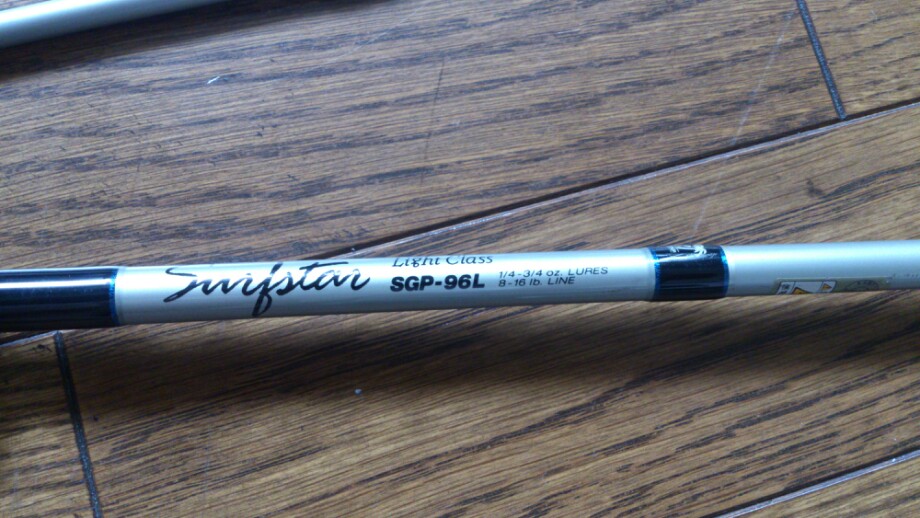 Surfstar
Light Class
SGP-96L
1/4-3/4 oz. LURES
8-16 lb. LINE